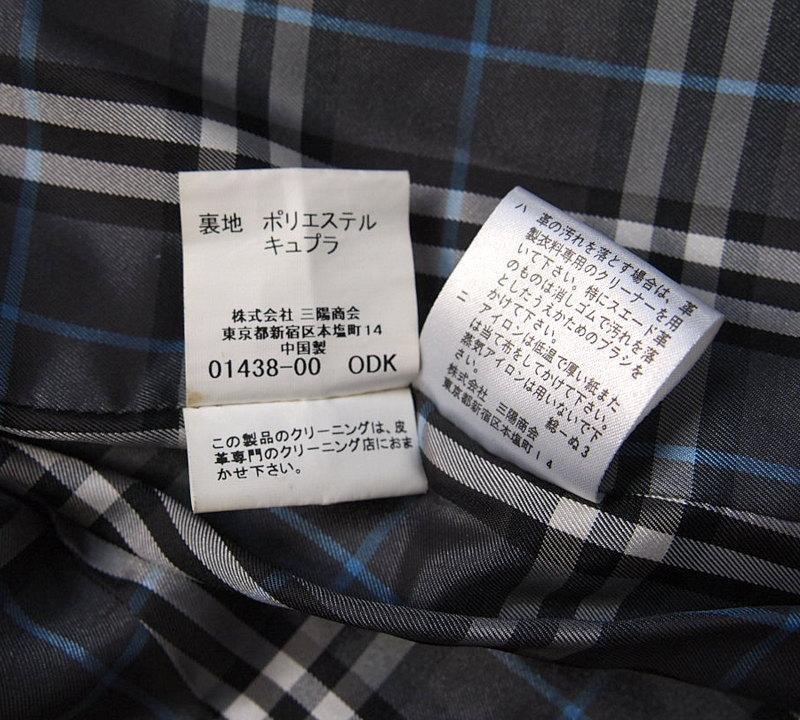 裏地 ポリエステル
キュプラ
株式会社 三陽商会
東京都新宿区本塩町14
中国製
01438-00 ODK
この製品のクリーニングは、皮
革専門のクリーニング店におま
かせ下さい。
ハ 革の汚れを落とす場合は、革
製衣料専用のクリーナーを用
いて下さい。特にスエード革
のものは消しゴムで汚れを落
としたうえかためのブラシを
かけて下さい。
ニ アイロンは低温で厚い紙また
は当て布をしてかけて下さい。
蒸気アイロンは用いないで下
さい。
株式会社 三陽商会 総ーぬ3
東京都新宿区本塩町14